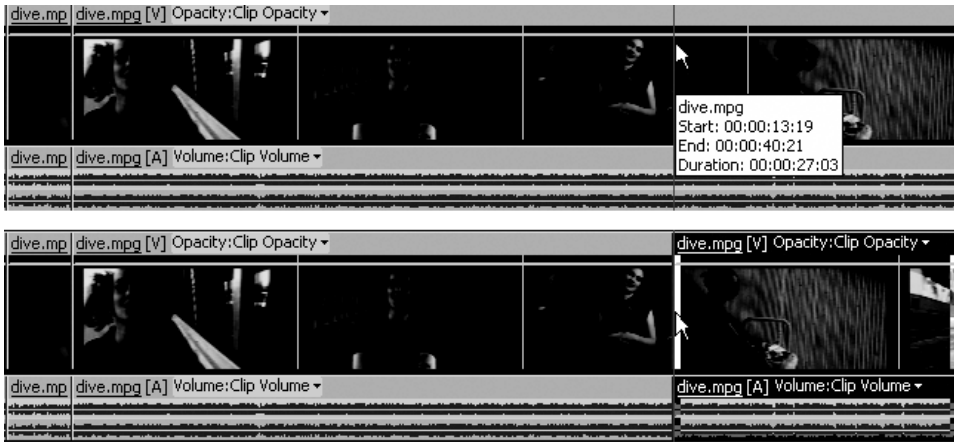 dive.mp dive.mpg [V] Opacity:Clip Opacity
dive.mpg
Start: 00:00:13:19
End: 00:00:40:21
Duration: 00:00:27:03
dive.mp dive.mpg [A] Volume:Clip Volume
dive.mp dive.mpg [V] Opacity:Clip Opacity dive.mpg [V] Opacity:Clip Opacity
dive.mp dive.mpg [A] Volume:Clip Volume dive.mpg [A] Volume:Clip Volume